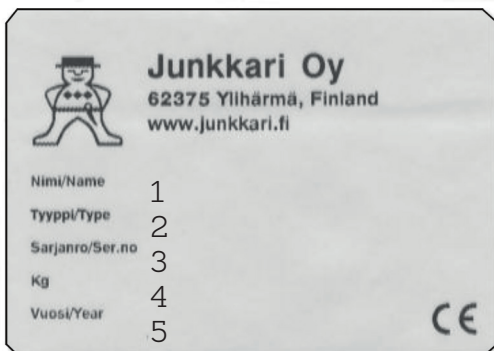 Junkkari Oy
62375 Ylihärmä, Finland
www.junkkari.fi
Nimi/Name 1
Tyyppi/Type 2
Sarjanro/Ser.no 3
Kg 4
Vuosi/Year 5
CE